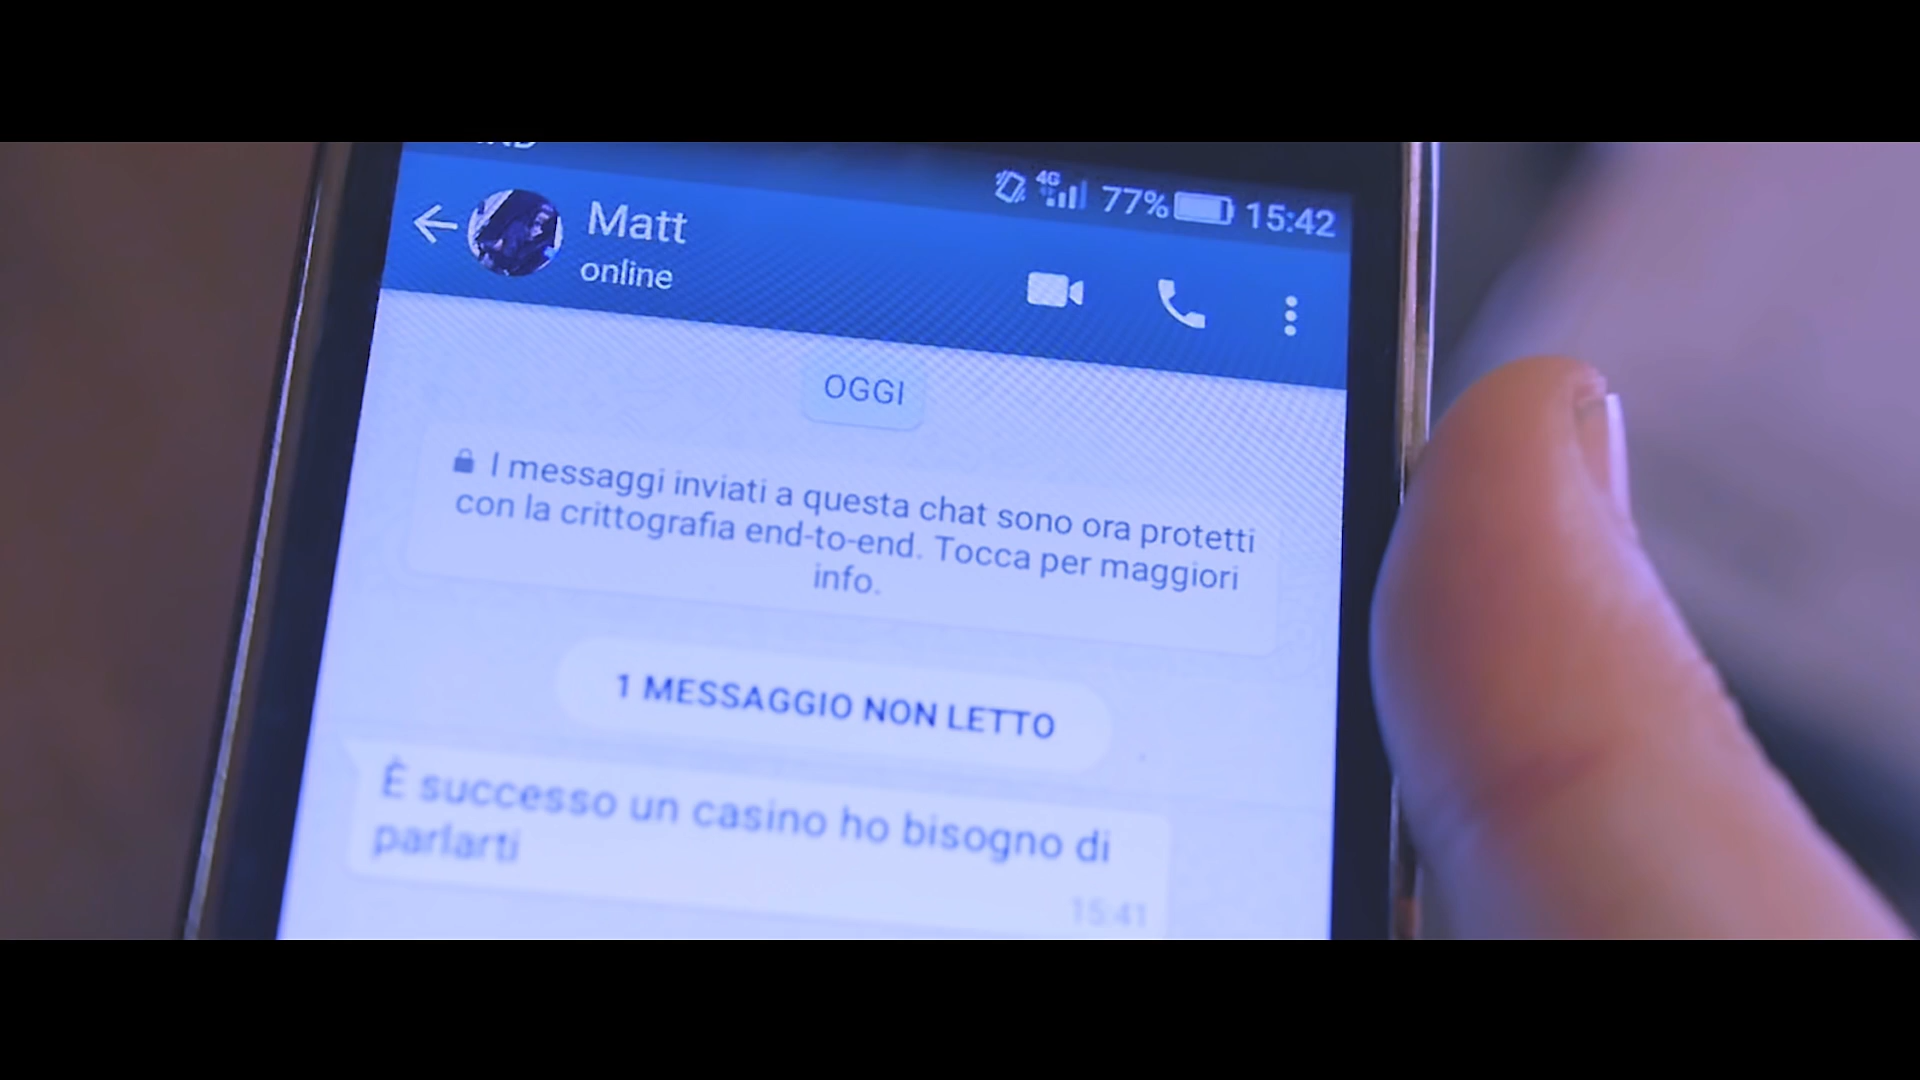 4G 77% 15:42
Matt
online
OGGI
I messaggi inviati a questa chat sono ora protetti
con la crittografia end-to-end. Tocca per maggiori
info.
1 MESSAGGIO NON LETTO
È successo un casino ho bisogno di
parlarti
15:41